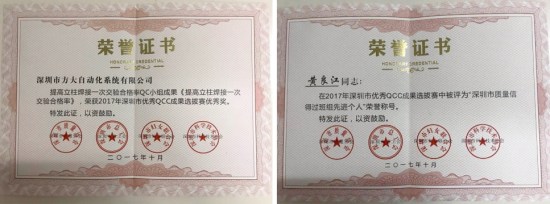 荣誉证书
HONORARY CREDENTIAL
深圳市方大自动化系统有限公司
提高立柱焊接一次交验合格率QC小组成果《提高立柱焊接一次
交验合格率》,荣获2017年深圳市优秀QCC成果选拔赛优秀奖。
特发此证,以资鼓励。
二〇一七年十月
荣誉证书
HONORARY CREDENTIAL
黄良江同志:
在2017年深圳市优秀QCC成果选拔赛中被评为"深圳市质量信
得过班组先进个人"荣誉称号。
特发此证,以资鼓励。
二〇一七年十月